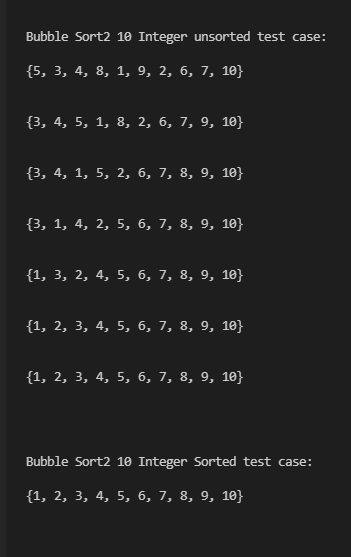 Bubble Sort2 10 Integer unsorted test case:
{5, 3, 4, 8, 1, 9, 2, 6, 7, 10}
{3, 4, 5, 1, 8, 2, 6, 7, 9, 10}
{3, 4, 1, 5, 2, 6, 7, 8, 9, 10}
{3, 1, 4, 2, 5, 6, 7, 8, 9, 10}
{1, 3, 2, 4, 5, 6, 7, 8, 9, 10}
{1, 2, 3, 4, 5, 6, 7, 8, 9, 10}
{1, 2, 3, 4, 5, 6, 7, 8, 9, 10}
Bubble Sort2 10 Integer Sorted test case:
{1, 2, 3, 4, 5, 6, 7, 8, 9, 10}